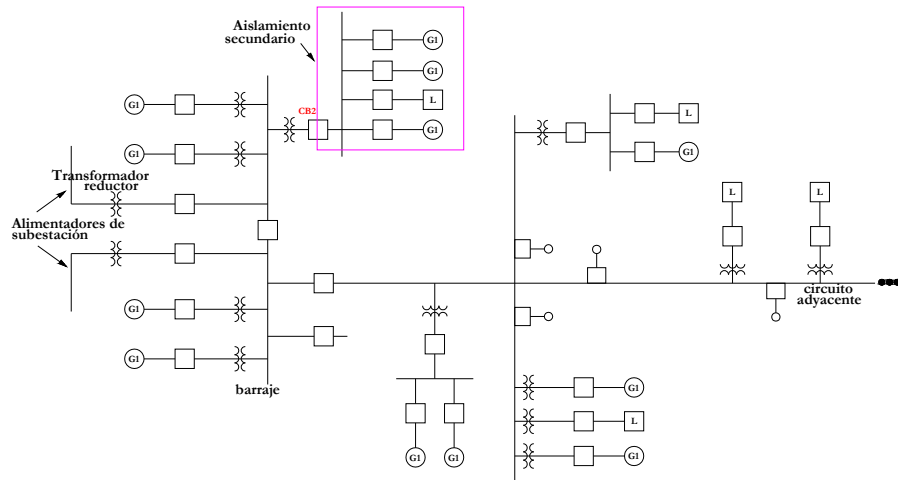 Aislamiento
secundario
G1
G1
L
G1
CB2
G1
G1
Transformador
reductor
Alimentadores de
subestación
G1
G1
barraje
L
G1
L
L
circuito
adyacente
G1
G1
G1
L
G1